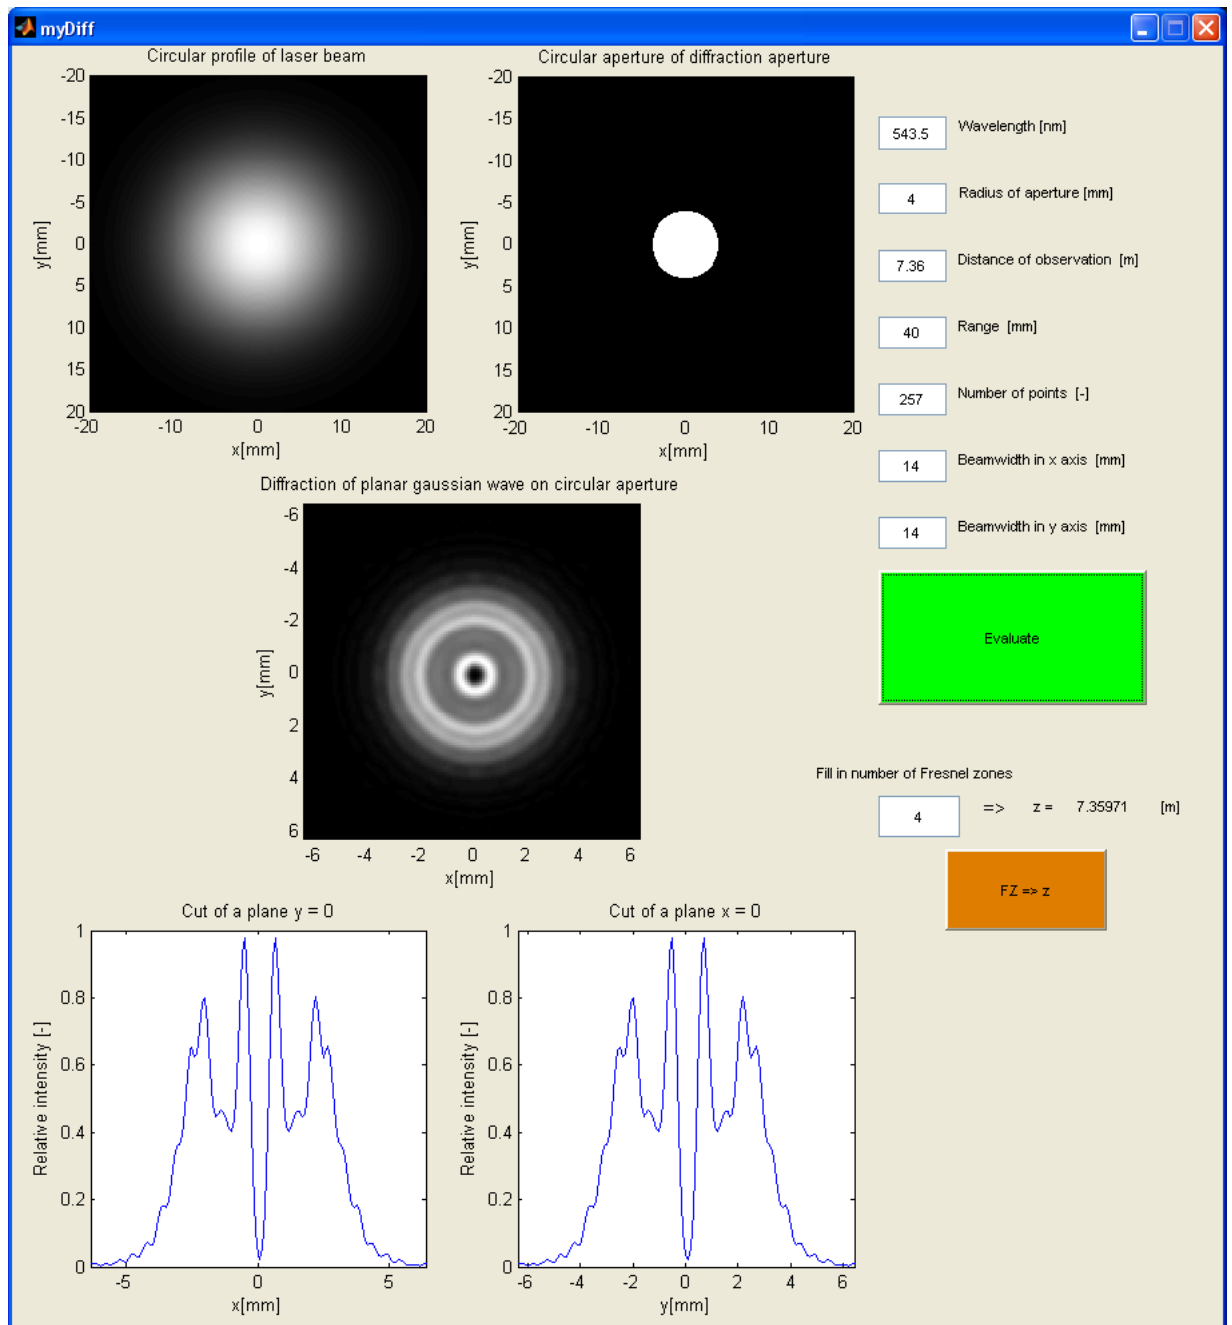 myDiff
Circular profile of laser beam
-20
-15
-10
-5
0
5
10
15
20
y[mm]
-20 -10 0 10 20
x[mm]
Circular aperture of diffraction aperture
-20
-15
-10
-5
0
5
10
15
20
y[mm]
-20 -10 0 10 20
x[mm]
543.5 Wavelength [nm]
4 Radius of aperture [mm]
7.36 Distance of observation [m]
40 Range [mm]
257 Number of points [-]
14 Beamwidth in x axis [mm]
14 Beamwidth in y axis [mm]
Evaluate
Diffraction of planar gaussian wave on circular aperture
-6
-4
-2
0
2
4
6
y[mm]
-6 -4 -2 0 2 4 6
x[mm]
Fill in number of Fresnel zones
4 => z = 7.35971 [m]
FZ => z
Cut of a plane y = 0
1
0.8
0.6
0.4
0.2
0
Relative intensity [-]
-5 0 5
x[mm]
Cut of a plane x = 0
1
0.8
0.6
0.4
0.2
0
Relative intensity [-]
-6 -4 -2 0 2 4 6
y[mm]